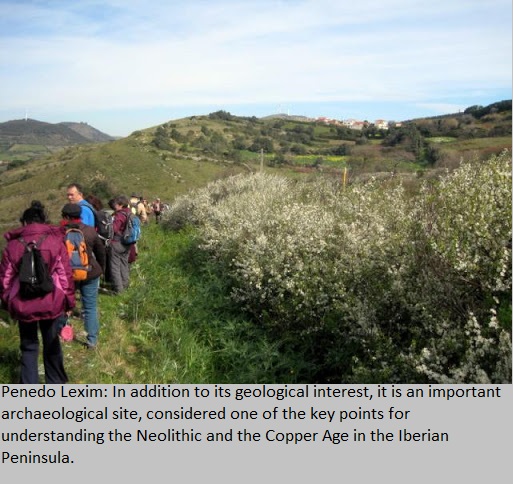 Penedo Lexim: In addition to its geological interest, it is an important
archaeological site, considered one of the key points for
understanding the Neolithic and the Copper Age in the Iberian
Peninsula.